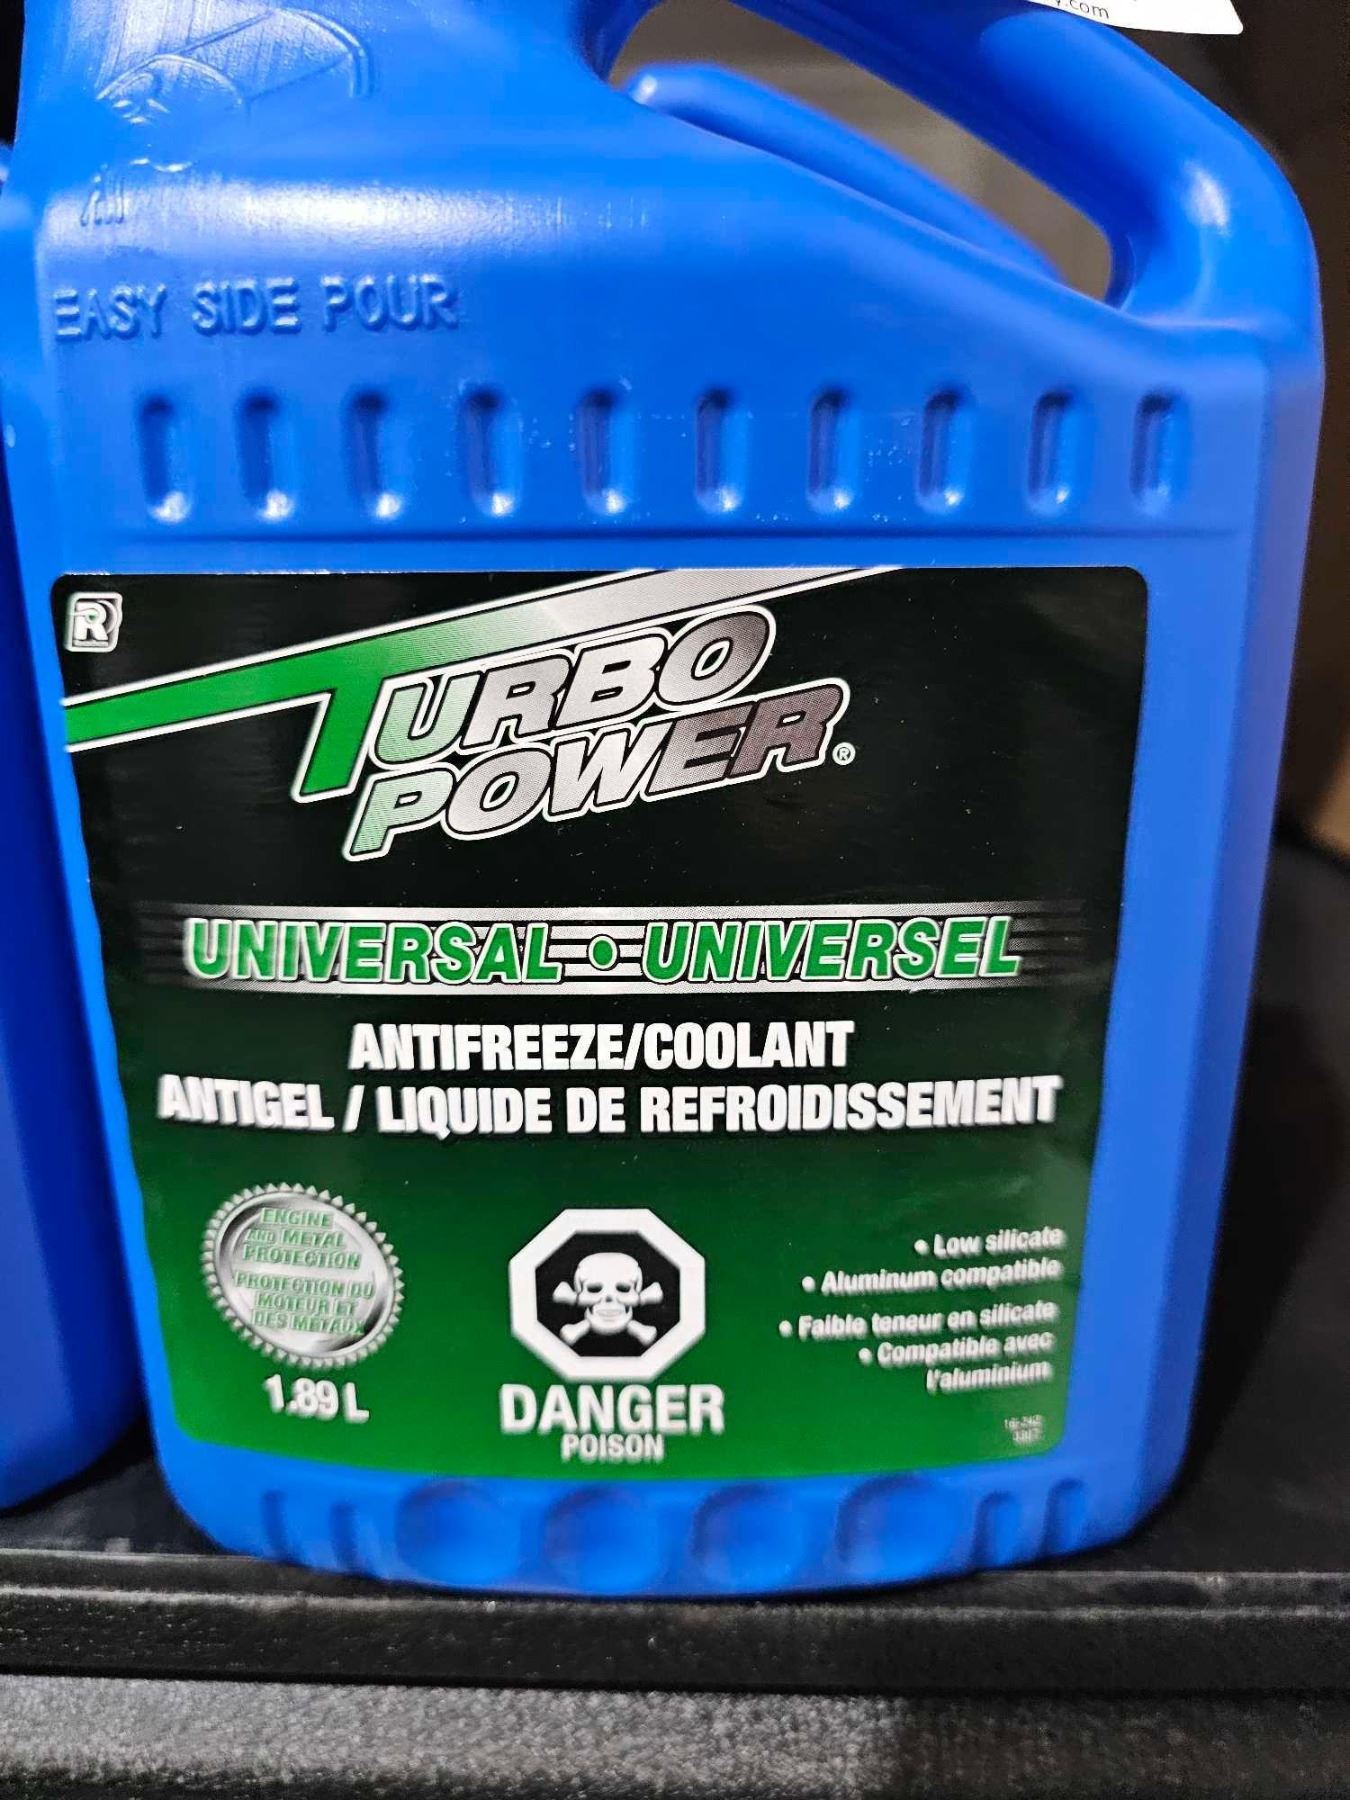 y.com
EASY SIDE POUR
R
TURBO
POWER®
UNIVERSAL • UNIVERSEL
ANTIFREEZE/COOLANT
ANTIGEL / LIQUIDE DE REFROIDISSEMENT
ENGINE
AND METAL
PROTECTION
PROTECTION DU
MOTEUR ET
DES MÉTAUX
1.89 L
DANGER
POISON
• Low silicate
• Aluminum compatible
• Faible teneur en silicate
• Compatible avec
l'aluminium